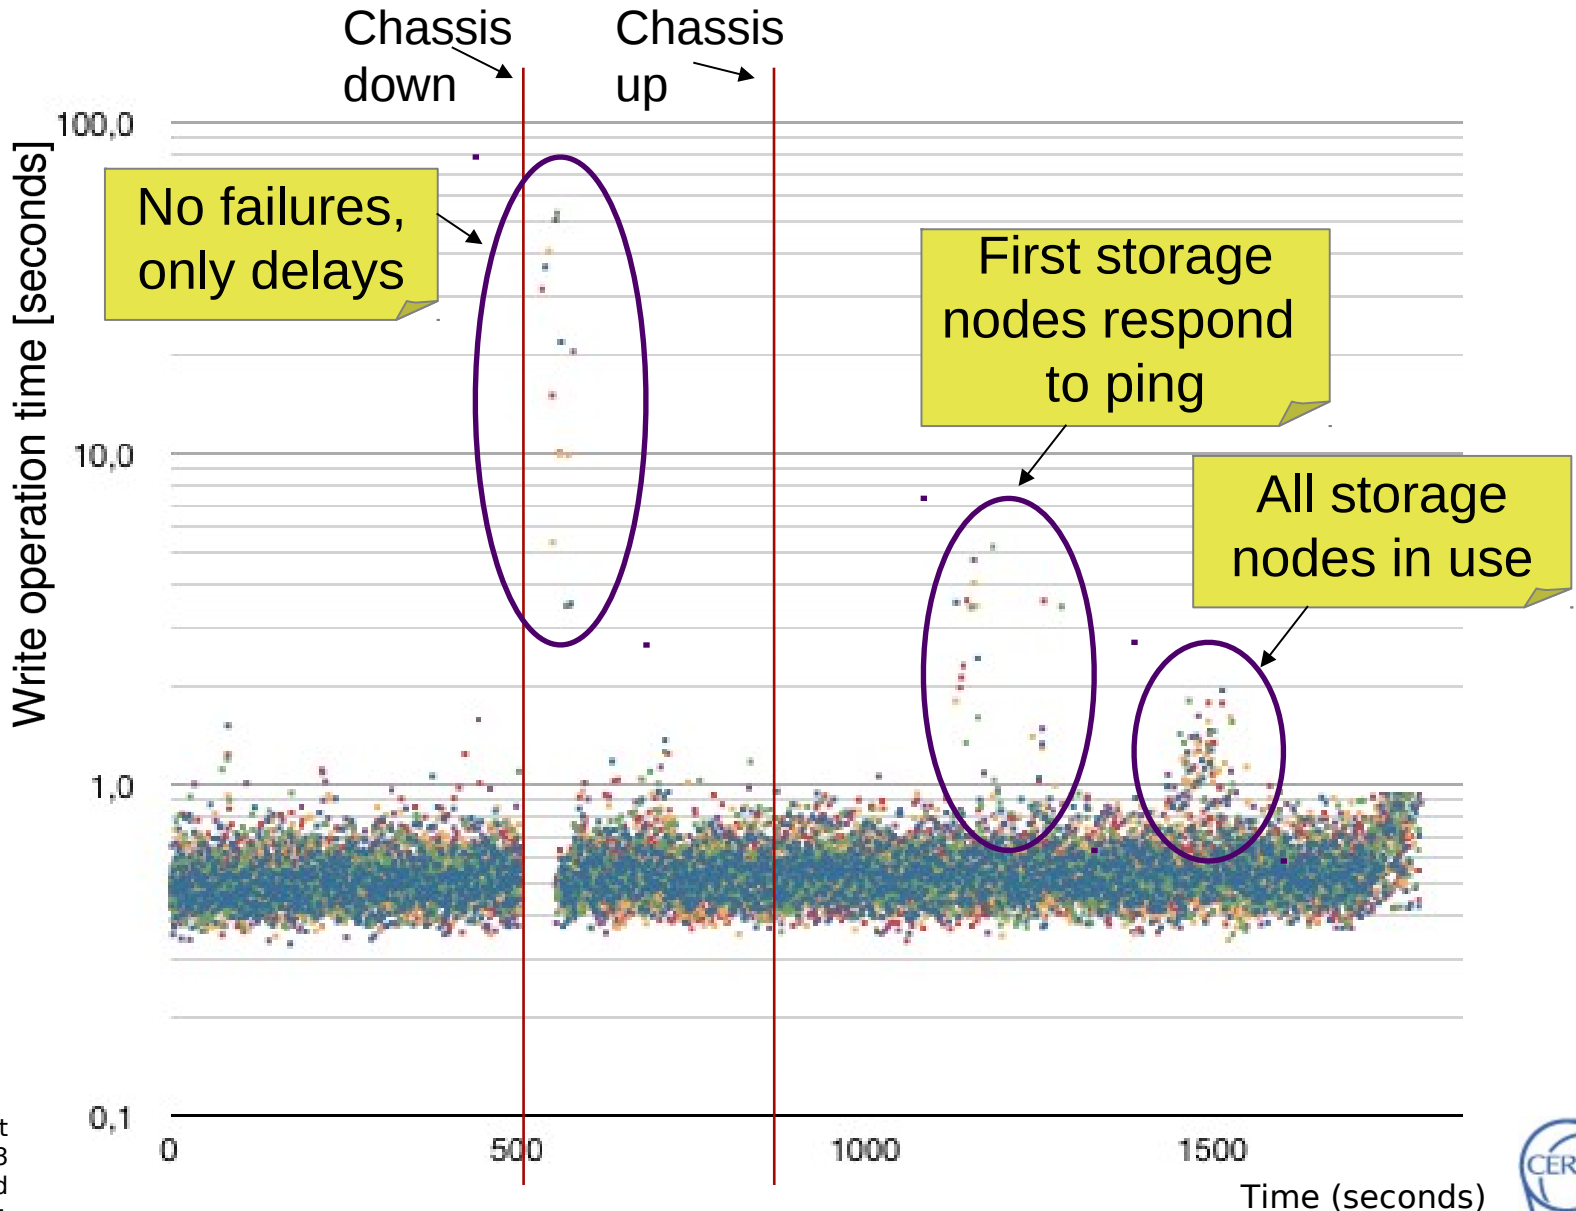 Chassis
down
Chassis
up
100,0
Write operation time [seconds]
No failures,
only delays
First storage
nodes respond
to ping
10,0
All storage
nodes in use
1,0
0,1
0
500
1000
1500
Time (seconds)